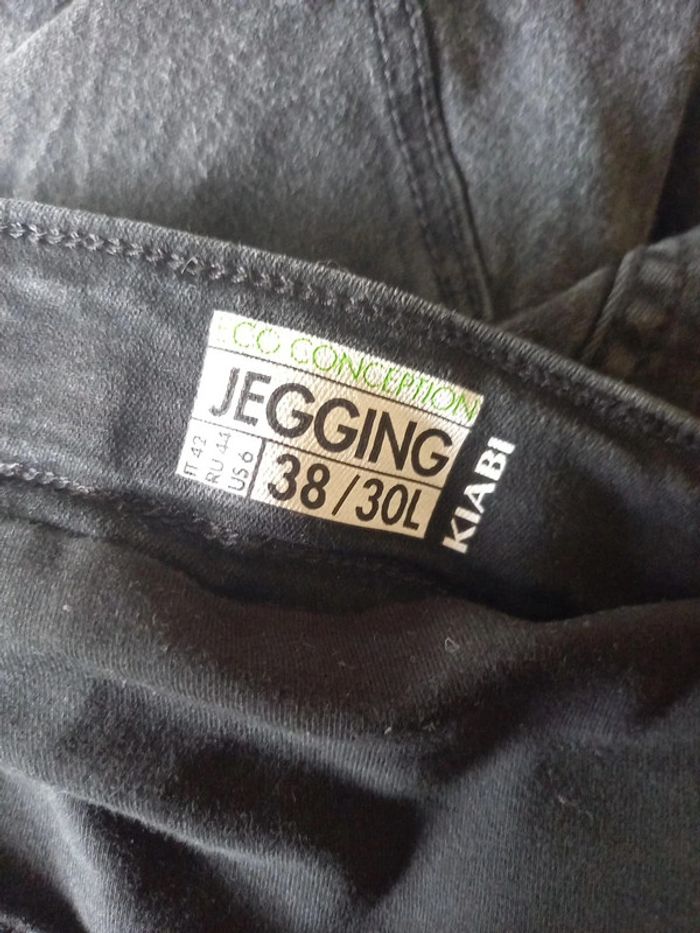 ECO CONCEPTION
JEGGING
IT 42
RU 44
US 6
38/30L
KIABI